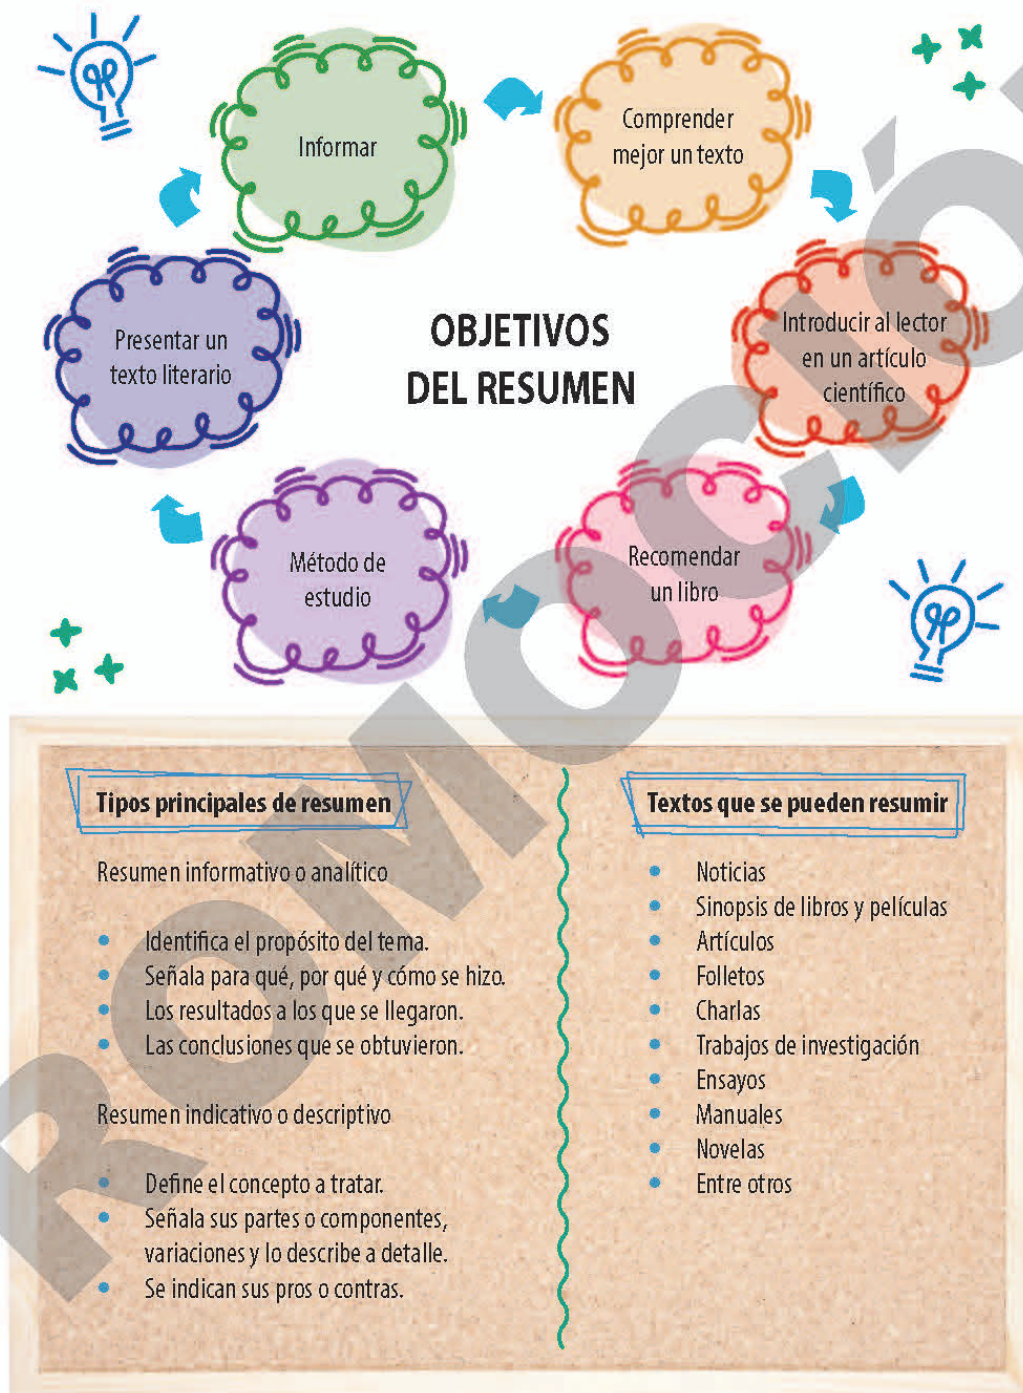 Informar
Comprender
mejor un texto
Introducir al lector
en un artículo
científico
Recomendar
un libro
Método de
estudio
Presentar un
texto literario
OBJETIVOS
DEL RESUMEN
Tipos principales de resumen
Resumen informativo o analítico
• Identifica el propósito del tema.
• Señala para qué, por qué y cómo se hizo.
• Los resultados a los que se llegaron.
• Las conclusiones que se obtuvieron.
Resumen indicativo o descriptivo
• Define el concepto a tratar.
• Señala sus partes o componentes,
variaciones y lo describe a detalle.
• Se indican sus pros o contras.
Textos que se pueden resumir
• Noticias
• Sinopsis de libros y películas
• Artículos
• Folletos
• Charlas
• Trabajos de investigación
• Ensayos
• Manuales
• Novelas
• Entre otros
ROMOCIÓ